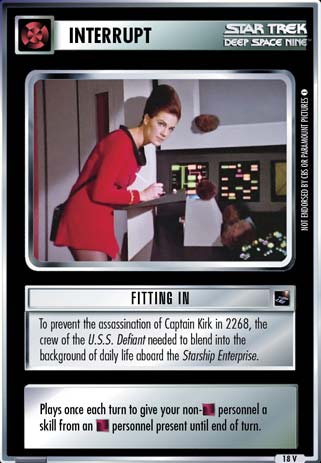 INTERRUPT
STAR TREK
DEEP SPACE NINE
NOT ENDORSED BY CBS OR PARAMOUNT PICTURES
FITTING IN
To prevent the assassination of Captain Kirk in 2268, the
crew of the U.S.S. Defiant needed to blend into the
background of daily life aboard the Starship Enterprise.
Plays once each turn to give your non- personnel a
skill from an personnel present until end of turn.
18 V